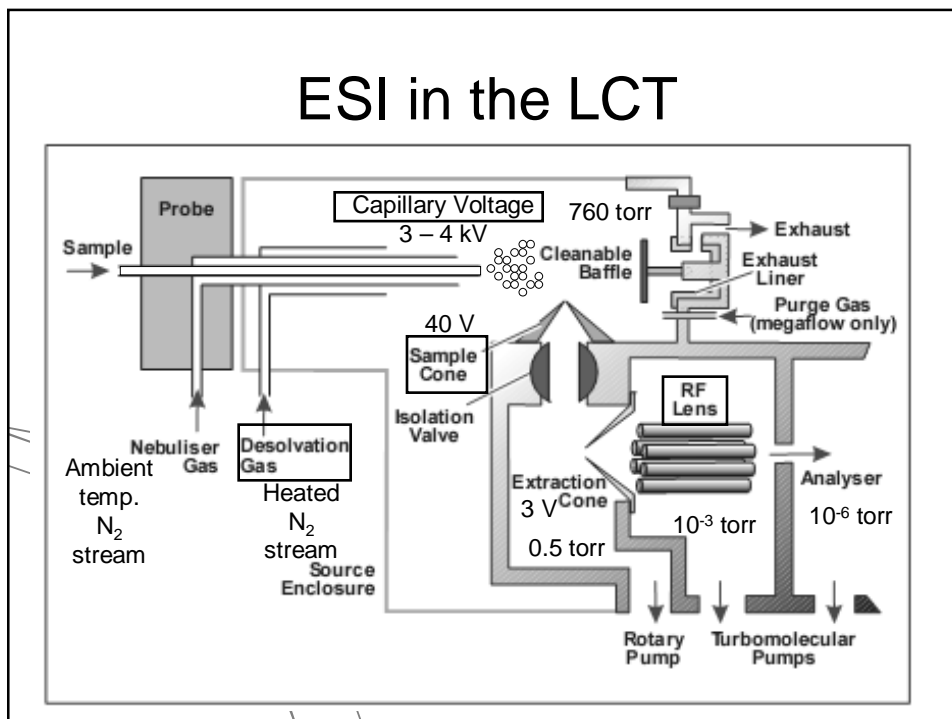 ESI in the LCT
Probe
Sample
Capillary Voltage
3 – 4 kV
760 torr
Exhaust
Cleanable
Baffle
Exhaust
Liner
Purge Gas
(megaflow only)
40 V
Sample
Cone
Isolation
Valve
RF
Lens
Nebuliser
Gas
Desolvation
Gas
Ambient
temp.
N₂
stream
Heated
N₂
stream
Source
Enclosure
Extraction
Cone
3 V
0.5 torr
10⁻³ torr
Analyser
10⁻⁶ torr
Rotary
Pump
Turbomolecular
Pumps